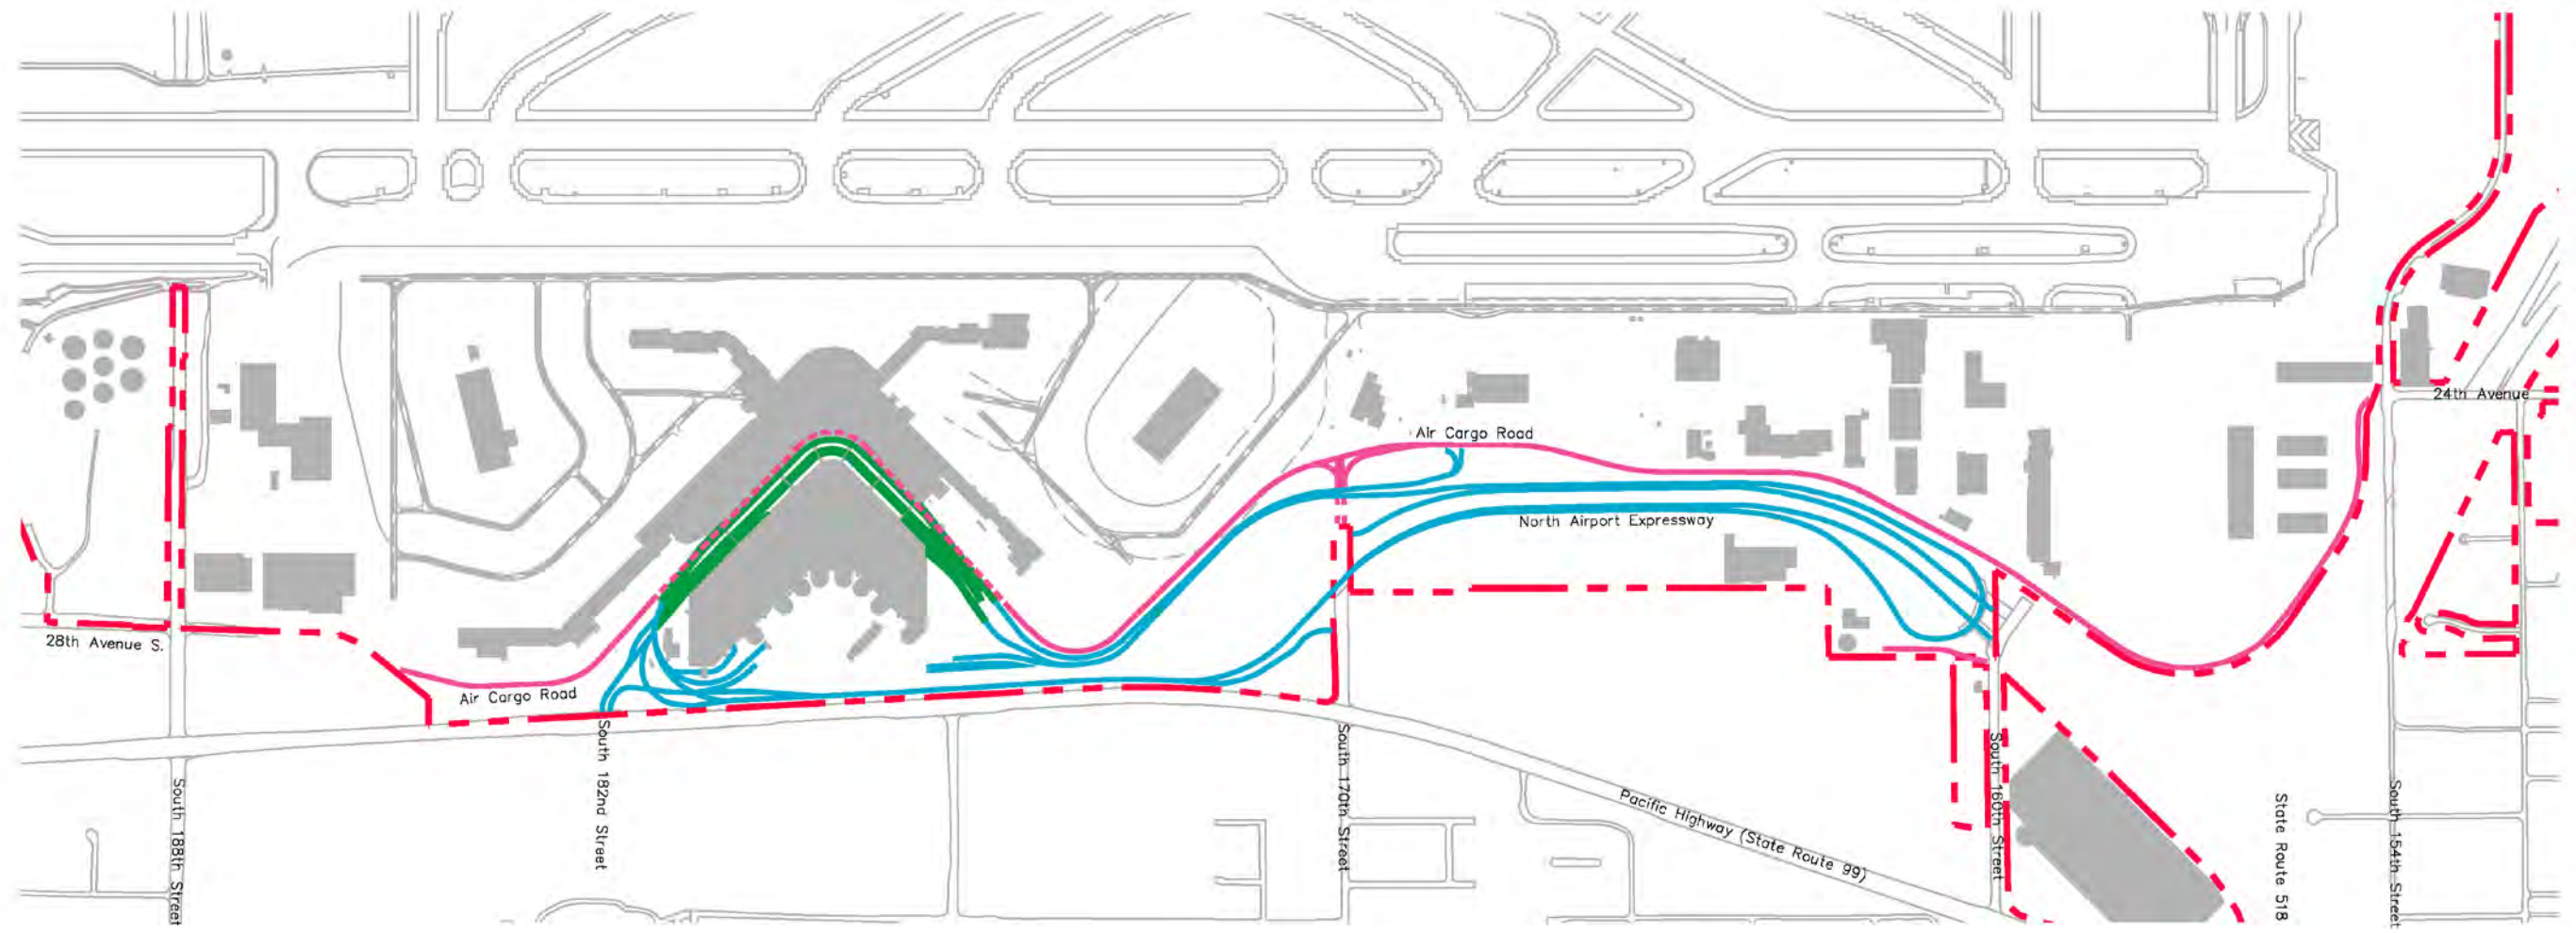 24th Avenue
Air Cargo Road
North Airport Expressway
28th Avenue S.
Air Cargo Road
South 188th Street
South 182nd Street
South 170th Street
Pacific Highway (State Route 99)
South 160th Street
State Route 518
South 154th Street